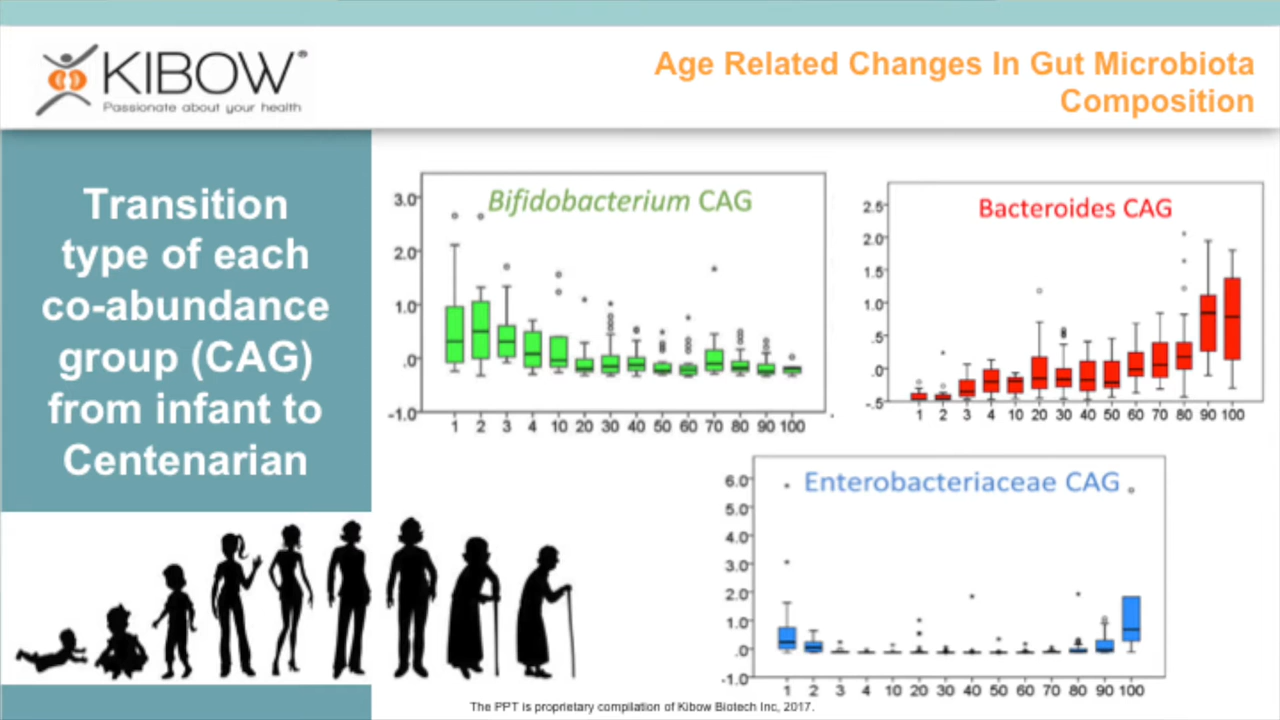 KIBOW®
Passionate about your health
Age Related Changes In Gut Microbiota
Composition
Transition
type of each
co-abundance
group (CAG)
from infant to
Centenarian
Bifidobacterium CAG
3.0
2.0
1.0
.0
-1.0
1 2 3 4 10 20 30 40 50 60 70 80 90 100
Bacteroides CAG
2.5
2.0
1.5
1.0
.5
.0
-.5
1 2 3 4 10 20 30 40 50 60 70 80 90 100
Enterobacteriaceae CAG
6.0
5.0
4.0
3.0
2.0
1.0
.0
-1.0
1 2 3 4 10 20 30 40 50 60 70 80 90 100
The PPT is proprietary compilation of Kibow Biotech Inc, 2017.